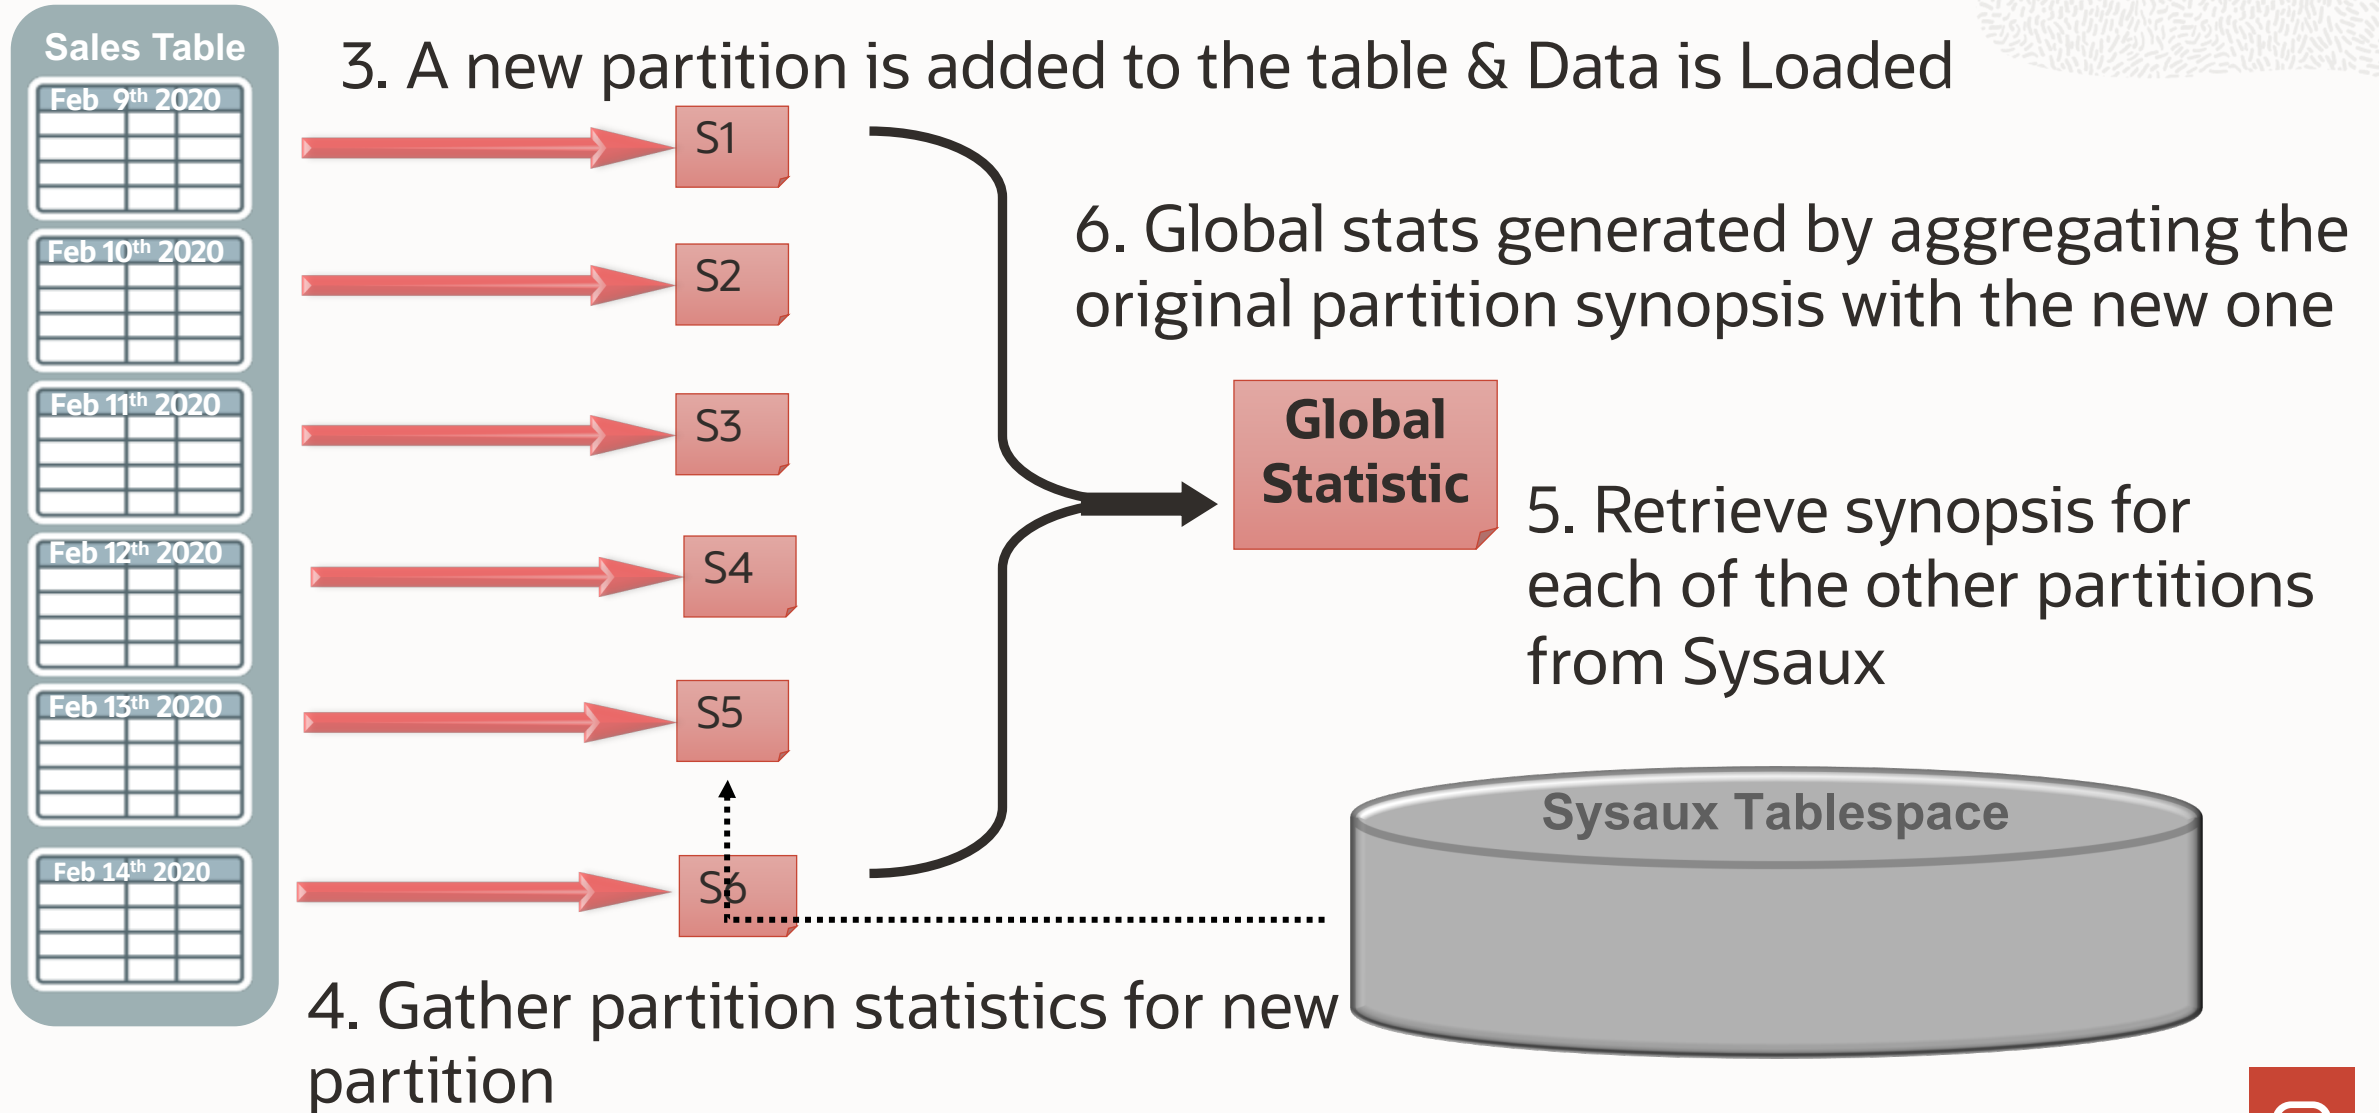 Sales Table
3. A new partition is added to the table & Data is Loaded
Feb 9th 2020
S1
6. Global stats generated by aggregating the
original partition synopsis with the new one
Feb 10th 2020
S2
Feb 11th 2020
S3
Global
Statistic
5. Retrieve synopsis for
each of the other partitions
from Sysaux
Feb 12th 2020
S4
Feb 13th 2020
S5
Sysaux Tablespace
Feb 14th 2020
S6
4. Gather partition statistics for new
partition